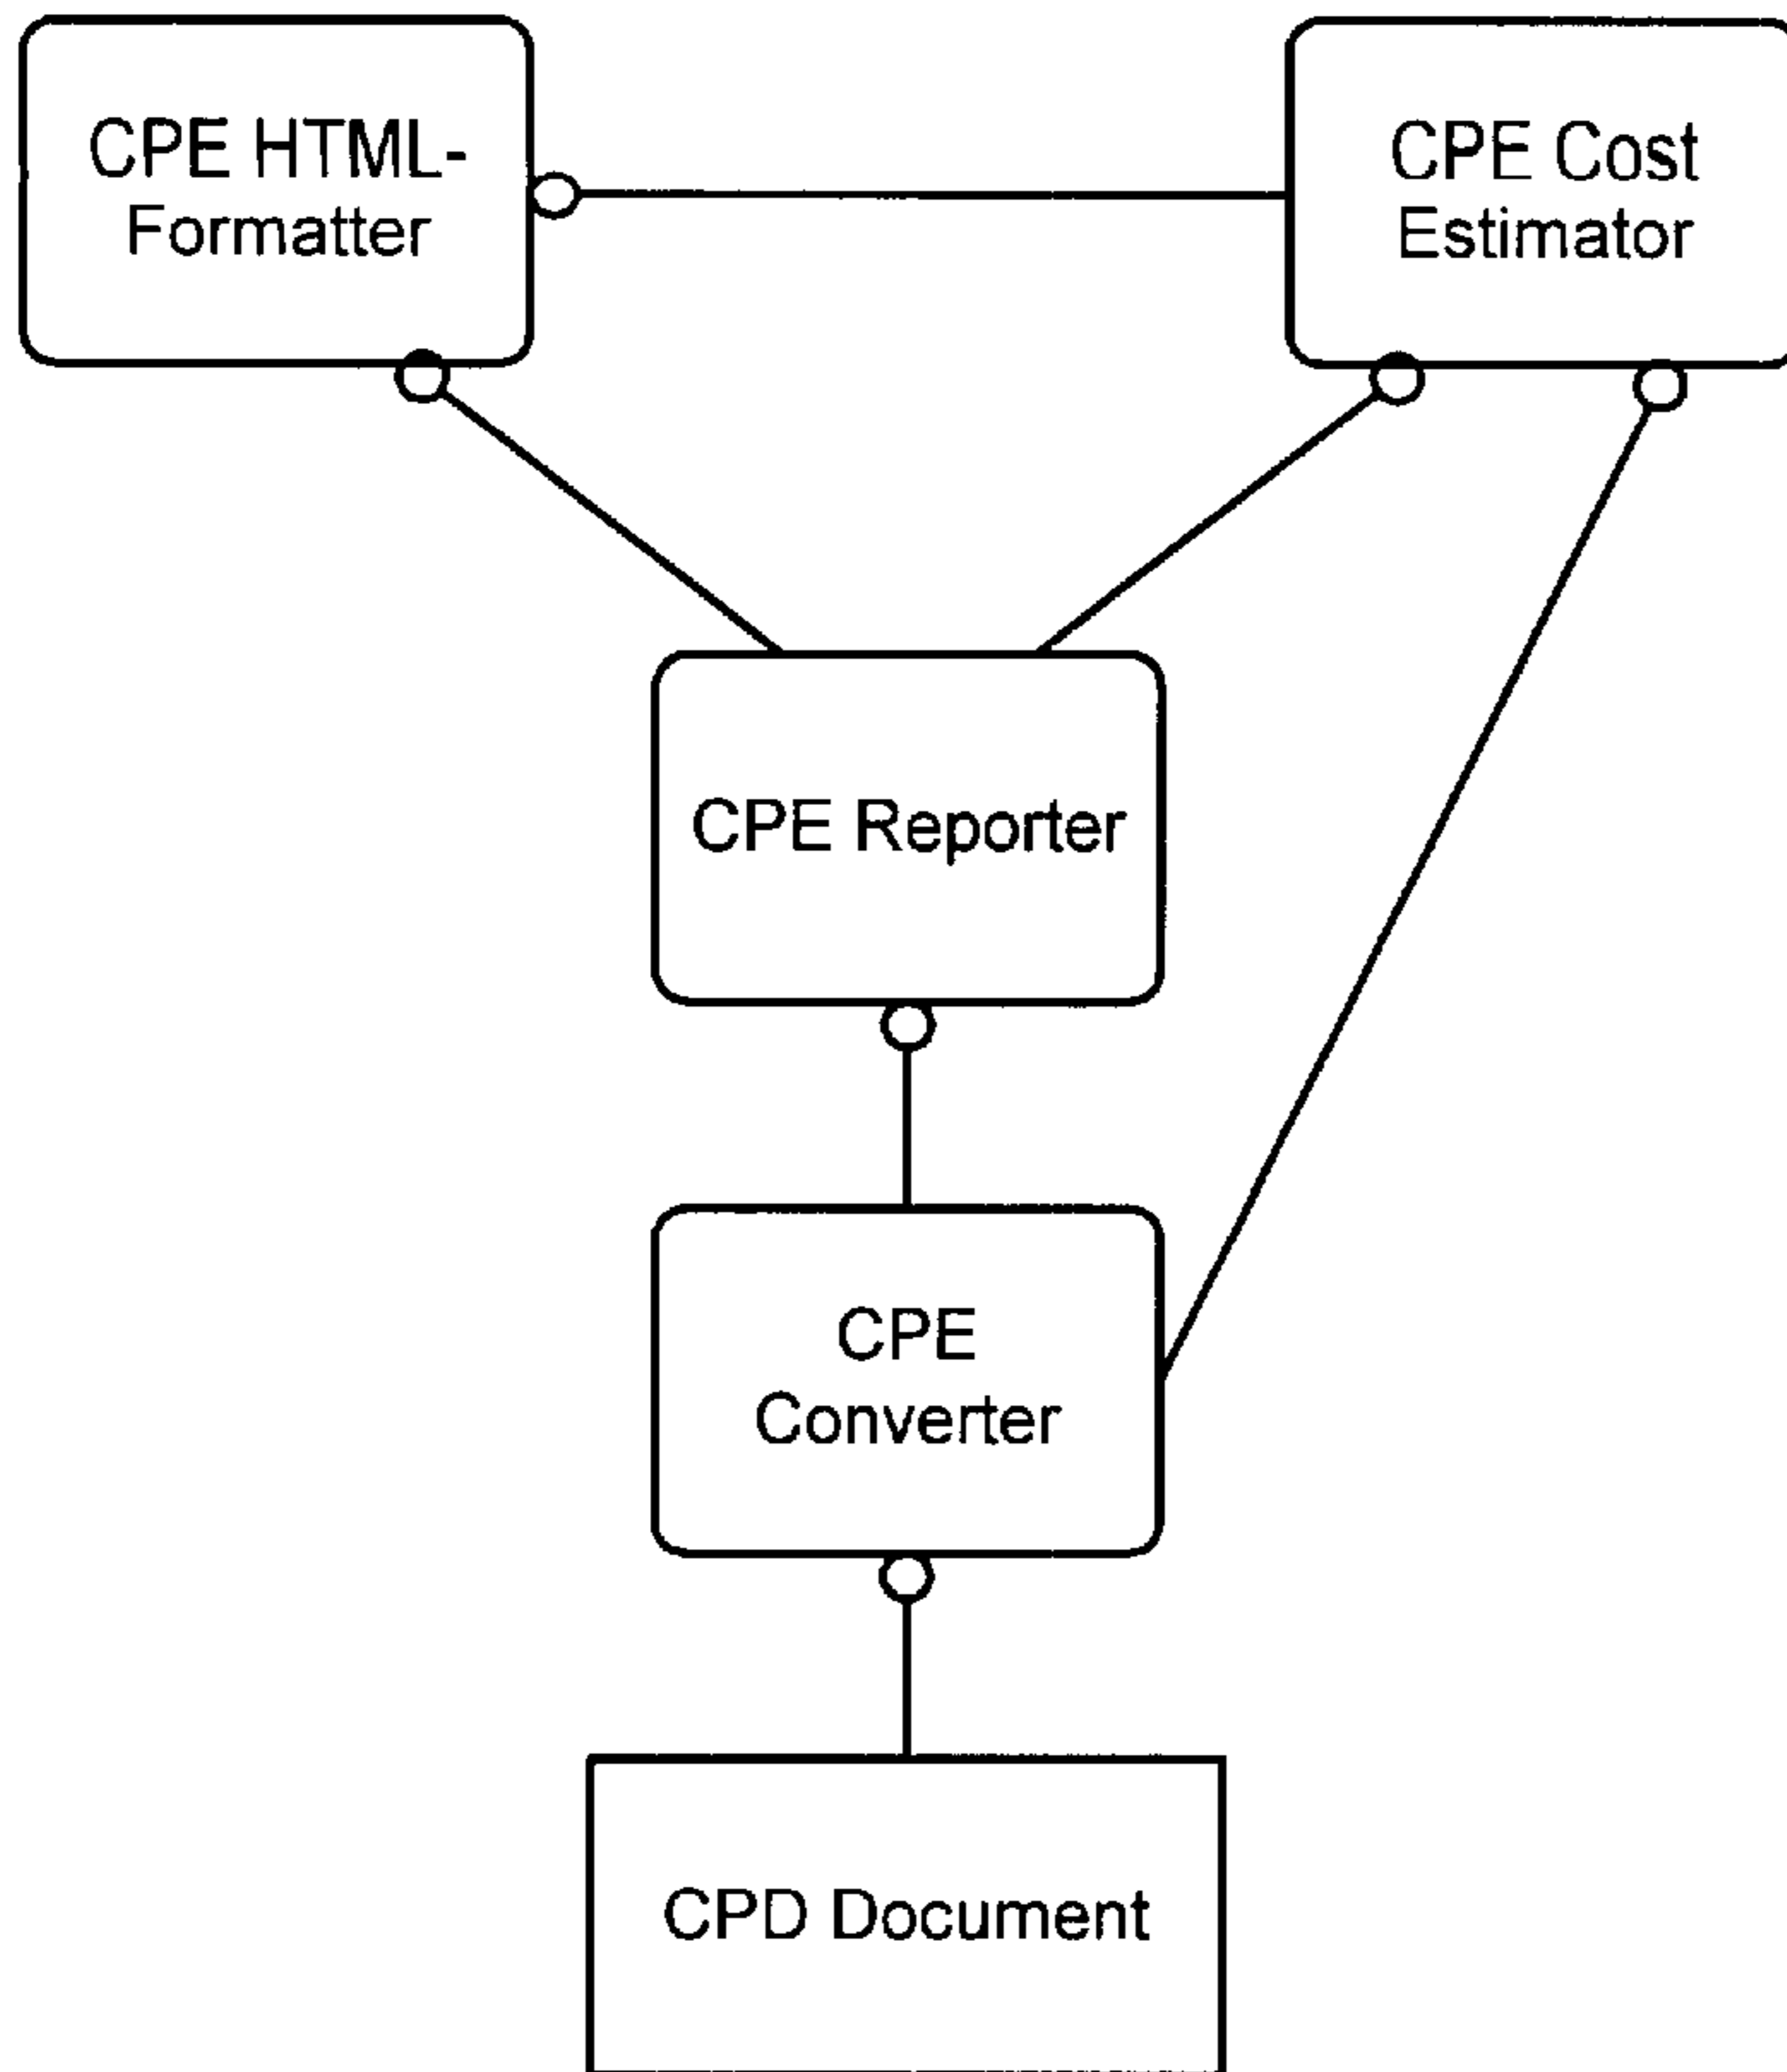 CPE HTML-
Formatter
CPE Cost
Estimator
CPE Reporter
CPE
Converter
CPD Document